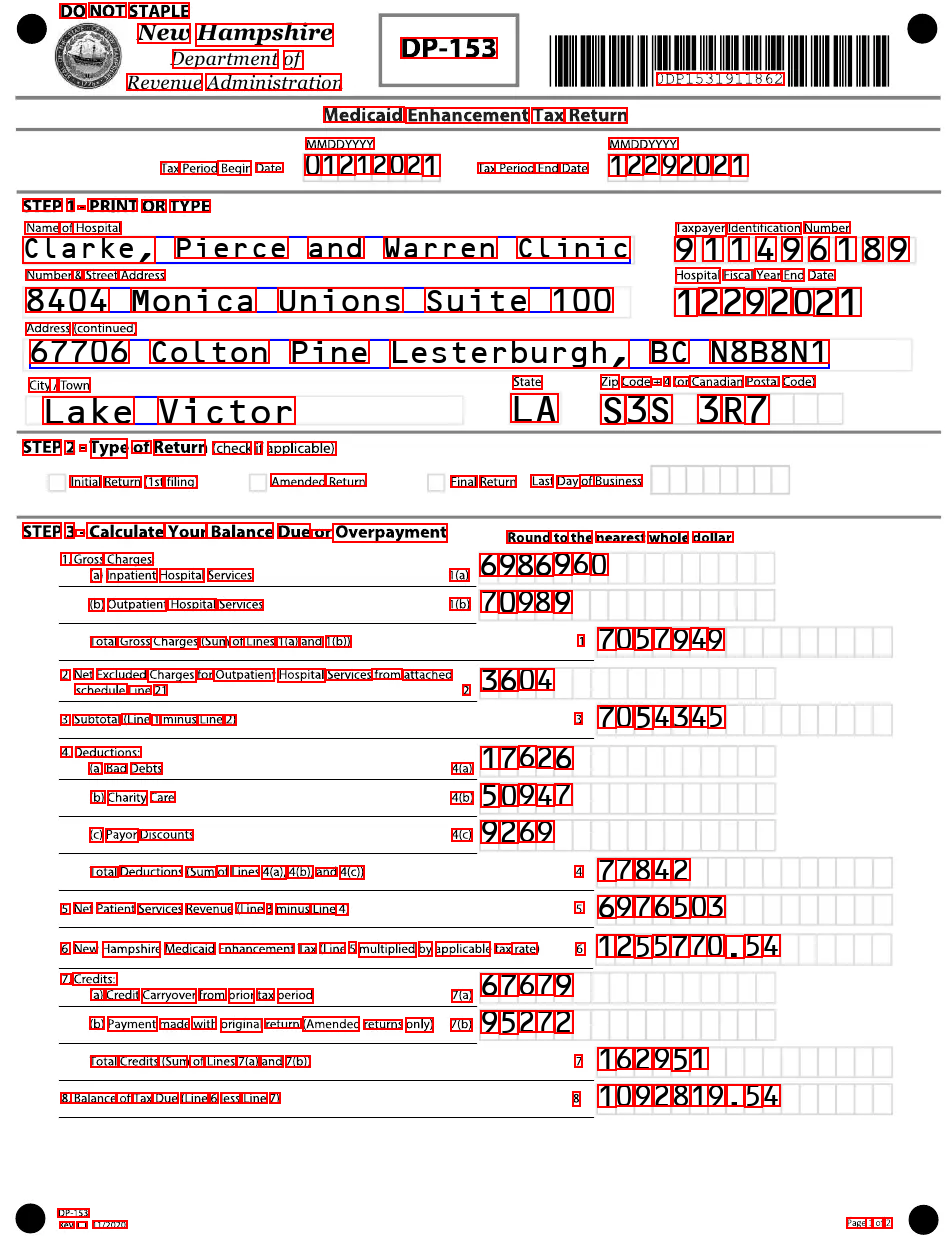 DO NOT STAPLE
New Hampshire
Department of
Revenue Administration
DP-153
0DP1531911862
Medicaid Enhancement Tax Return
MMDDYYYY MMDDYYYY
Tax Period Begin Date 01212021 Tax Period End Date 12292021
STEP 1 - PRINT OR TYPE
Name of Hospital Taxpayer Identification Number
Clarke, Pierce and Warren Clinic 911496189
Number & Street Address Hospital Fiscal Year End Date
8404 Monica Unions Suite 100 12292021
Address (continued)
67706 Colton Pine Lesterburgh, BC N8B8N1
City / Town State Zip Code + 4 (or Canadian Postal Code)
Lake Victor LA S3S 3R7
STEP 2 - Type of Return (check if applicable)
Initial Return (1st filing) Amended Return Final Return Last Day of Business
STEP 3 - Calculate Your Balance Due or Overpayment Round to the nearest whole dollar
1. Gross Charges
(a) Inpatient Hospital Services 1(a) 6986960
(b) Outpatient Hospital Services 1(b) 70989
Total Gross Charges (Sum of Lines 1(a) and 1(b)) 1 7057949
2. Net Excluded Charges for Outpatient Hospital Services from attached
schedule Line 21 2 3604
3. Subtotal (Line 1 minus Line 2) 3 7054345
4. Deductions:
(a) Bad Debts 4(a) 17626
(b) Charity Care 4(b) 50947
(c) Payor Discounts 4(c) 9269
Total Deductions (Sum of Lines 4(a), 4(b), and 4(c)) 4 77842
5. Net Patient Services Revenue (Line 3 minus Line 4) 5 6976503
6. New Hampshire Medicaid Enhancement Tax (Line 5 multiplied by applicable tax rate) 6 1255770.54
7. Credits:
(a) Credit Carryover from prior tax period 7(a) 67679
(b) Payment made with original return (Amended returns only) 7(b) 95272
Total Credits (Sum of Lines 7(a) and 7(b)) 7 162951
8. Balance of Tax Due (Line 6 less Line 7) 8 1092819.54
DP-153
Rev 11/2020
Page 1 of 2